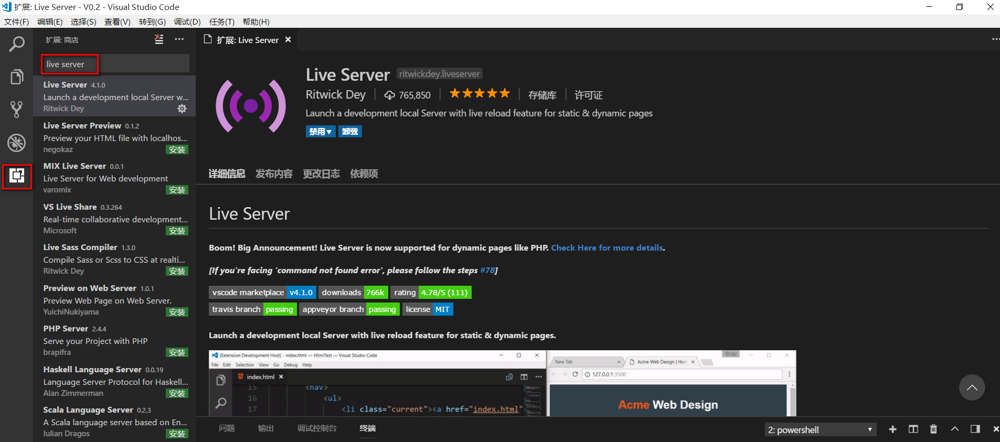 扩展: Live Server - V0.2 - Visual Studio Code
文件(F) 编辑(E) 选择(S) 查看(V) 转到(G) 调试(D) 任务(T) 帮助(H)
扩展: 商店
live server
Live Server 4.1.0
Launch a development local Server w...
Ritwick Dey
Live Server Preview 0.1.2
Preview your HTML file with localhos...
negokaz 安装
MIX Live Server 0.0.1
Live Server for Web development
varomix 安装
VS Live Share 0.3.264
Real-time collaborative development...
Microsoft 安装
Live Sass Compiler 1.3.0
Compile Sass or Scss to CSS at realti...
Ritwick Dey 安装
Preview on Web Server 1.0.1
Preview Web Page on Web Server.
YuichiNukiyama 安装
PHP Server 2.4.4
Serve your Project with PHP
brapifra 安装
Haskell Language Server 0.0.19
Language Server Protocol for Haskell...
Alan Zimmerman 安装
Scala Language Server 0.2.3
A Scala language server based on En...
Iulian Dragos 安装
扩展: Live Server
Live Server ritwickdey.liveserver
Ritwick Dey 765,850 存储库 许可证
Launch a development local Server with live reload feature for static & dynamic pages
禁用 卸载
详细信息 发布内容 更改日志 依赖项
Live Server
Boom! Big Announcement! Live Server is now supported for dynamic pages like PHP. Check Here for more details.
[If you're facing `command not found error`, please follow the steps #78]
vscode marketplace v4.1.0 downloads 766k rating 4.78/5 (111)
travis branch passing appveyor branch passing license MIT
Launch a development local Server with live reload feature for static & dynamic pages.
[Extension Development Host] - index.html — HtmlTest — Visual Studio Code
File Edit Selection View Go Debug Help
index.html
15 <nav>
16 <ul>
17 <li class="current"><a href="index.html"
New Tab Acme Web Design | Hom
127.0.0.1:3500
Acme Web Design
问题 输出 调试控制台 终端 2: powershell